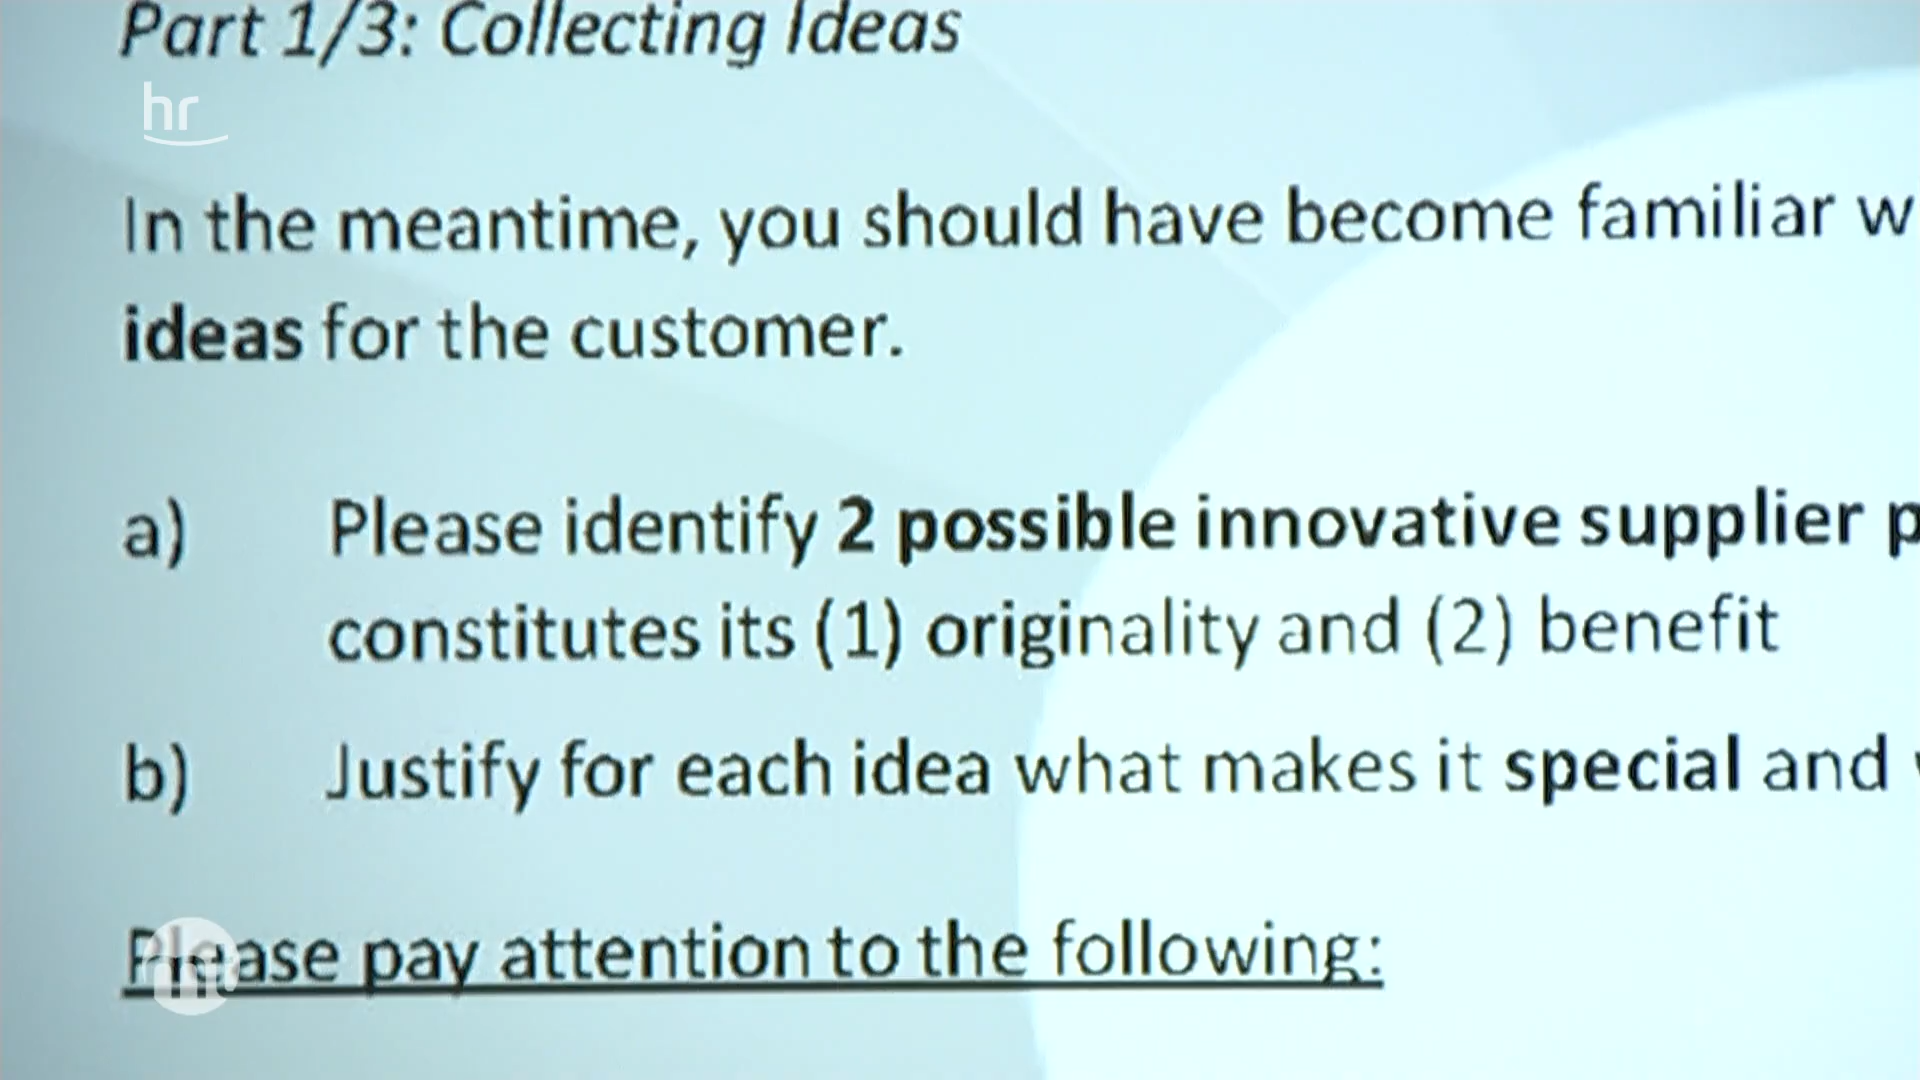 Part 1/3: Collecting Ideas
hr
In the meantime, you should have become familiar w
ideas for the customer.
a) Please identify 2 possible innovative supplier p
constitutes its (1) originality and (2) benefit
b) Justify for each idea what makes it special and
Please pay attention to the following: